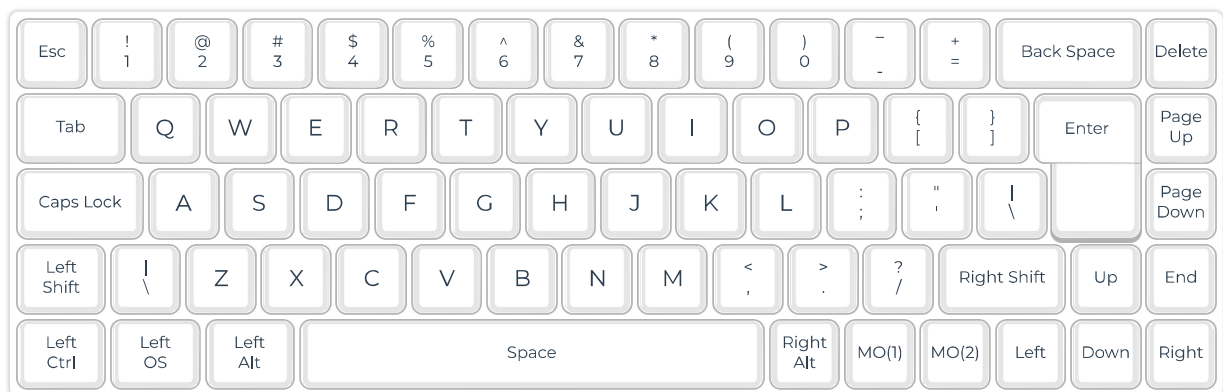 Esc ! @ # $ % ^ & * ( ) _ + Back Space Delete
1 2 3 4 5 6 7 8 9 0 - =
Tab Q W E R T Y U I O P { } Enter Page Up
[ ]
Caps Lock A S D F G H J K L : " | Page Down
; ' \
Left Shift | Z X C V B N M < > ? Right Shift Up End
\ , . /
Left Ctrl Left OS Left Alt Space Right Alt MO(1) MO(2) Left Down Right